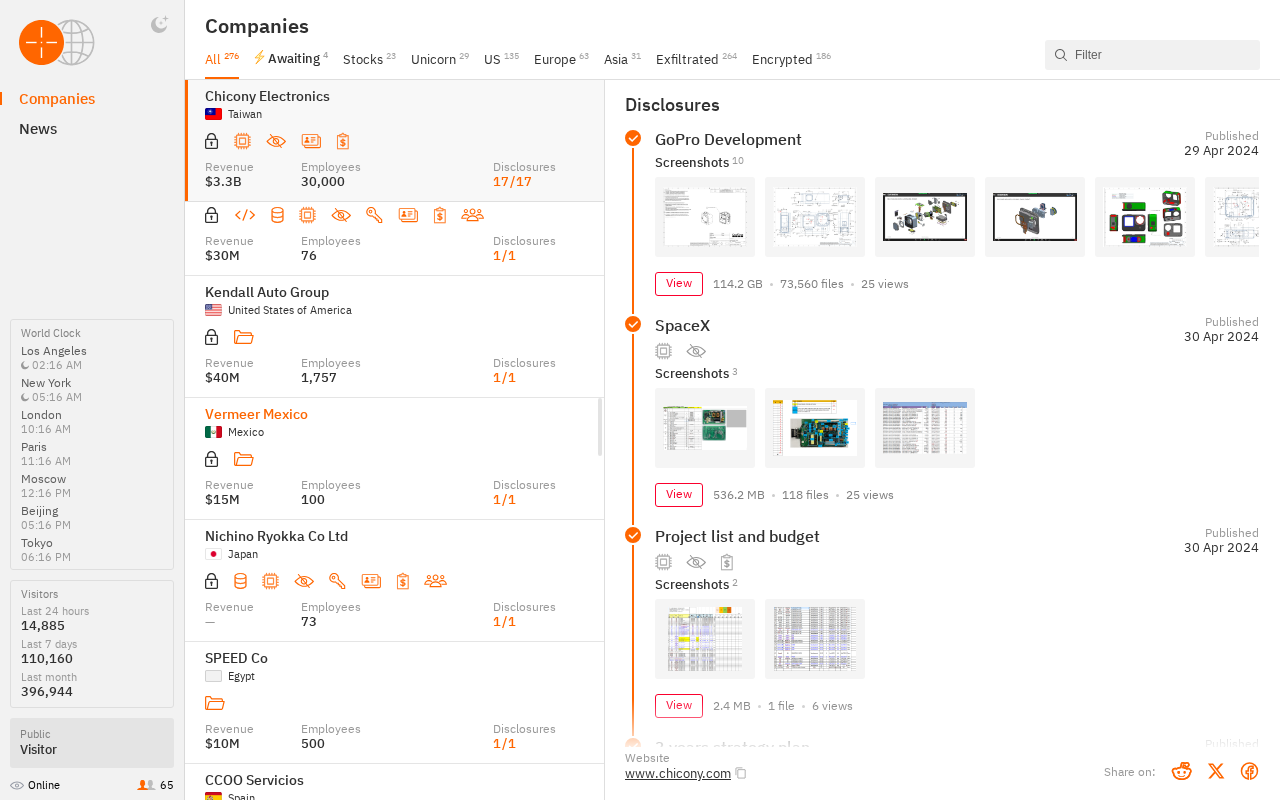 Companies
News
World Clock
Los Angeles
02:16 AM
New York
05:16 AM
London
10:16 AM
Paris
11:16 AM
Moscow
12:16 PM
Beijing
05:16 PM
Tokyo
06:16 PM
Visitors
Last 24 hours
14,885
Last 7 days
110,160
Last month
396,944
Public
Visitor
Online 65
Companies
All 276 Awaiting 4 Stocks 23 Unicorn 29 US 135 Europe 63 Asia 31 Exfiltrated 264 Encrypted 186
Filter
Chicony Electronics
Taiwan
Revenue Employees Disclosures
$3.3B 30,000 17/17
Revenue Employees Disclosures
$30M 76 1/1
Kendall Auto Group
United States of America
Revenue Employees Disclosures
$40M 1,757 1/1
Vermeer Mexico
Mexico
Revenue Employees Disclosures
$15M 100 1/1
Nichino Ryokka Co Ltd
Japan
Revenue Employees Disclosures
— 73 1/1
SPEED Co
Egypt
Revenue Employees Disclosures
$10M 500 1/1
CCOO Servicios
Spain
Disclosures
GoPro Development
Published
29 Apr 2024
Screenshots 10
View 114.2 GB • 73,560 files • 25 views
SpaceX
Published
30 Apr 2024
Screenshots 3
View 536.2 MB • 118 files • 25 views
Project list and budget
Published
30 Apr 2024
Screenshots 2
View 2.4 MB • 1 file • 6 views
Published
Website
www.chicony.com
Share on: